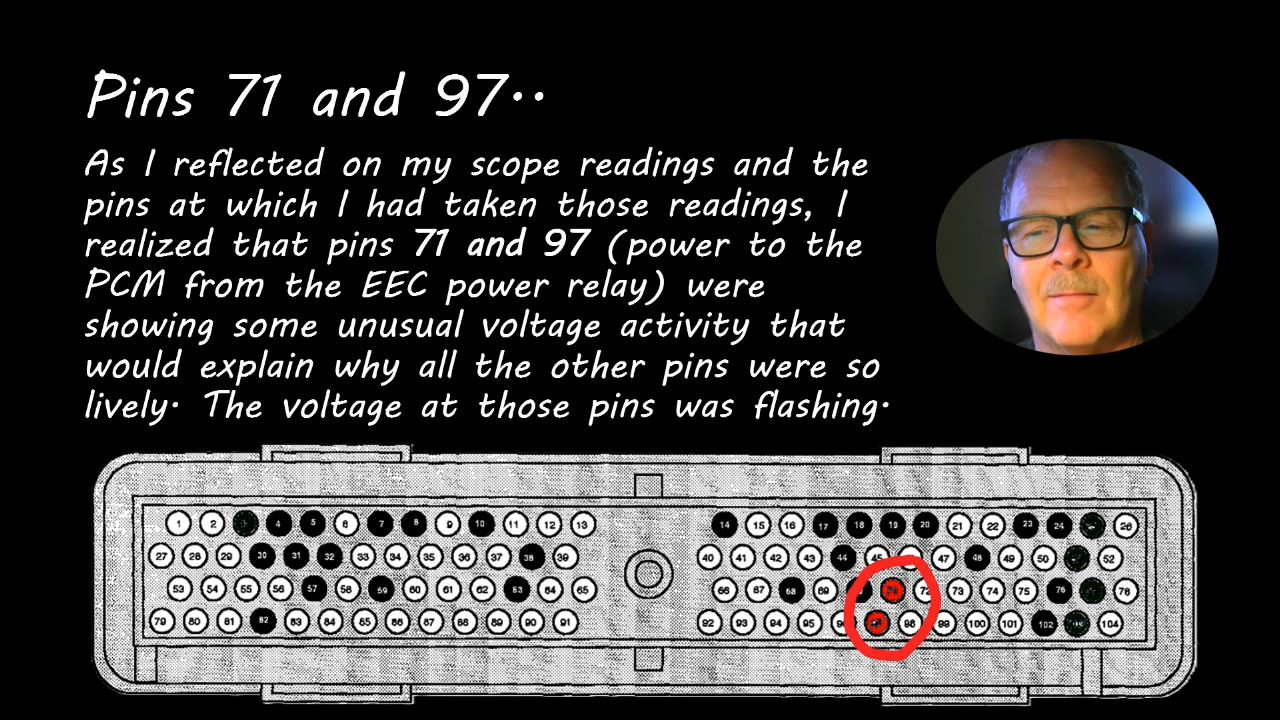 Pins 71 and 97..
As I reflected on my scope readings and the
pins at which I had taken those readings, I
realized that pins 71 and 97 (power to the
PCM from the EEC power relay) were
showing some unusual voltage activity that
would explain why all the other pins were so
lively. The voltage at those pins was flashing.
1 2 4 5 6 7 8 9 10 11 12 13 14 15 16 17 18 19 20 21 22 23 24 26
27 28 29 30 31 32 33 34 35 36 37 38 39 40 41 42 43 44 45 47 48 49 50 52
53 54 55 56 57 58 59 60 61 62 63 64 65 66 67 68 69 72 73 74 75 76 78
79 80 81 82 83 84 85 86 87 88 89 90 91 92 93 94 95 98 99 100 101 102 104